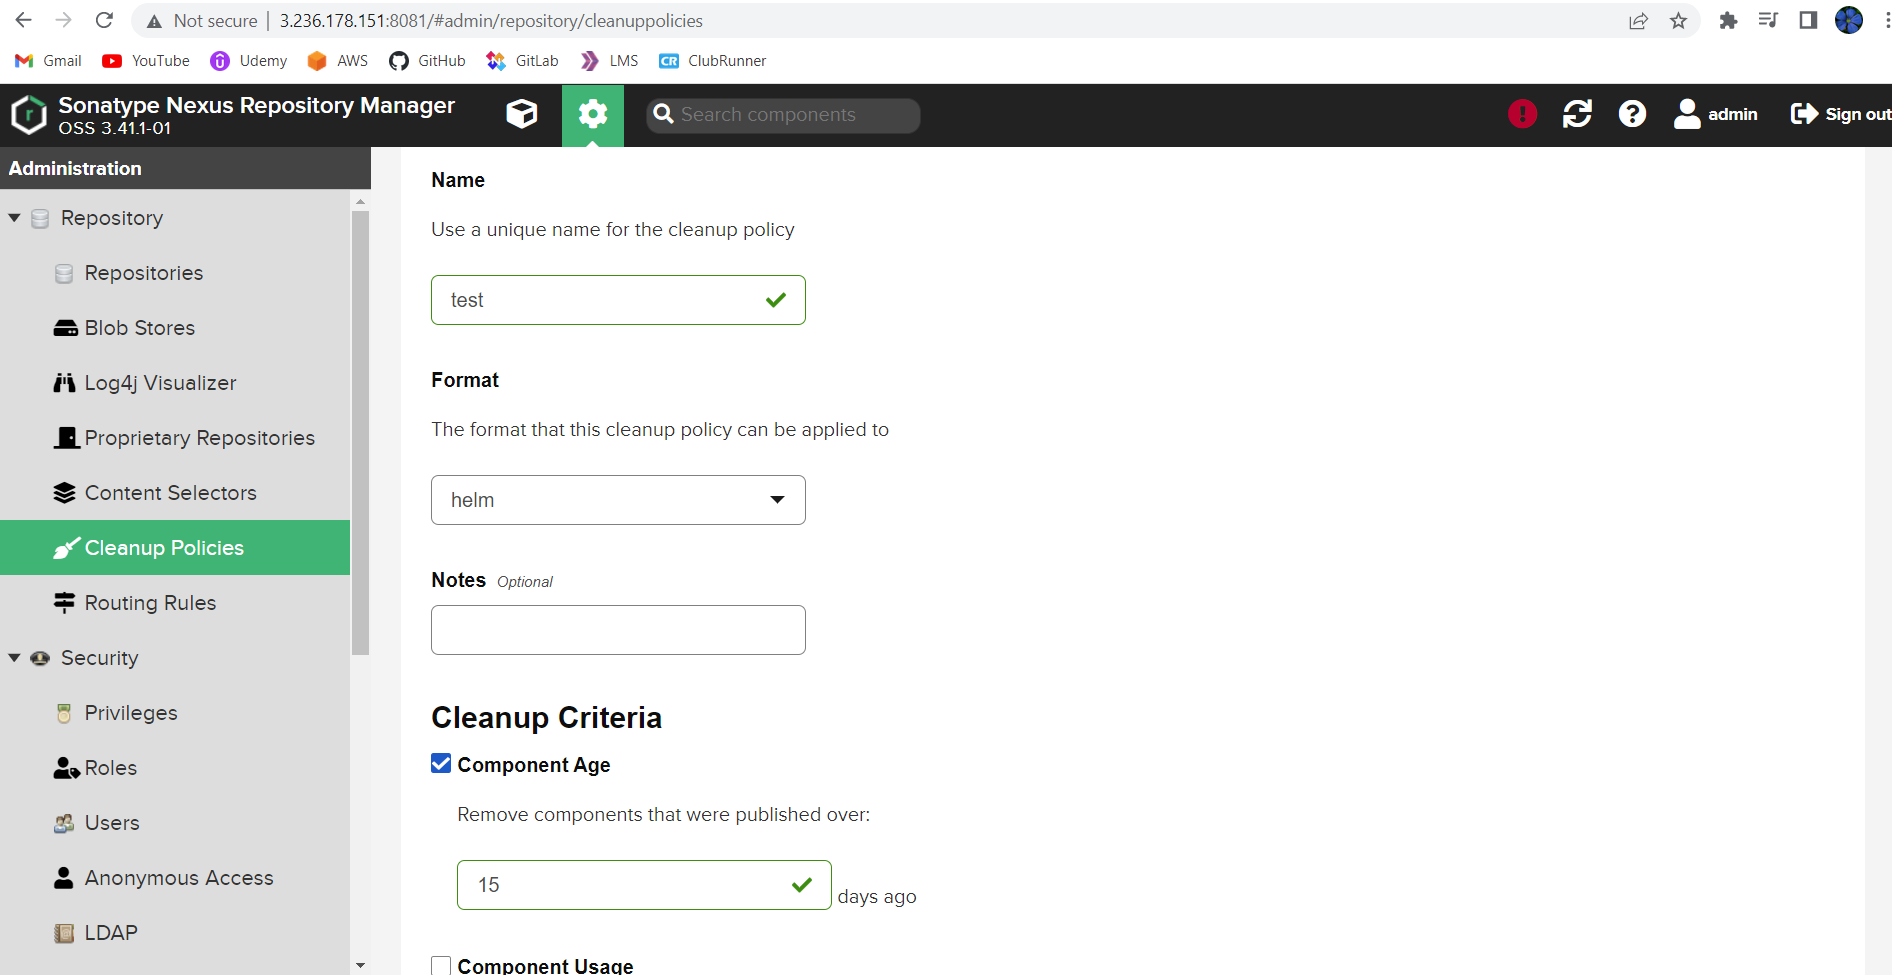 Not secure | 3.236.178.151:8081/#admin/repository/cleanuppolicies
Gmail YouTube Udemy AWS GitHub GitLab LMS CR ClubRunner
Sonatype Nexus Repository Manager
OSS 3.41.1-01
Search components
admin
Sign out
Administration
Repository
Repositories
Blob Stores
Log4j Visualizer
Proprietary Repositories
Content Selectors
Cleanup Policies
Routing Rules
Security
Privileges
Roles
Users
Anonymous Access
LDAP
Name
Use a unique name for the cleanup policy
test
Format
The format that this cleanup policy can be applied to
helm
Notes Optional
Cleanup Criteria
Component Age
Remove components that were published over:
15 days ago
Component Usage